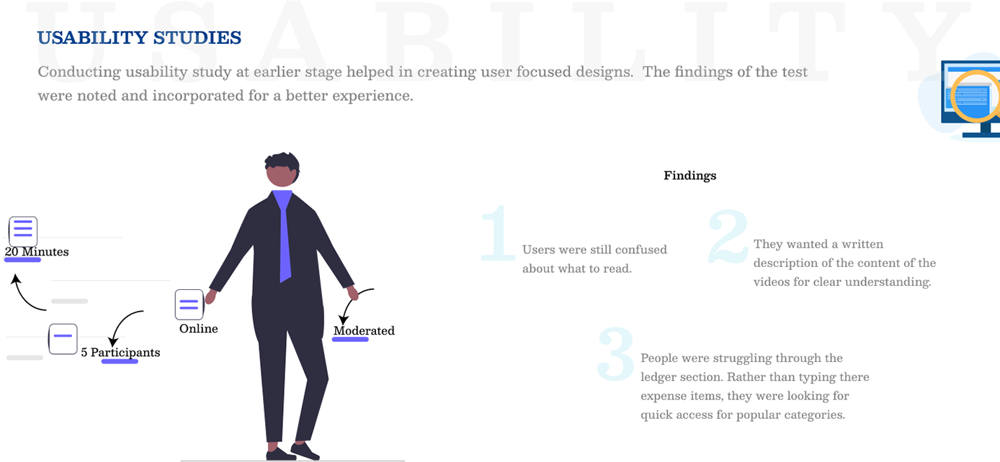 USABILITY
USABILITY STUDIES
Conducting usability study at earlier stage helped in creating user focused designs.  The findings of the test
were noted and incorporated for a better experience.
20 Minutes
5 Participants
Online
Moderated
Findings
1
Users were still confused
about what to read.
2
They wanted a written
description of the content of the
videos for clear understanding.
3
People were struggling through the
ledger section. Rather than typing there
expense items, they were looking for
quick access for popular categories.